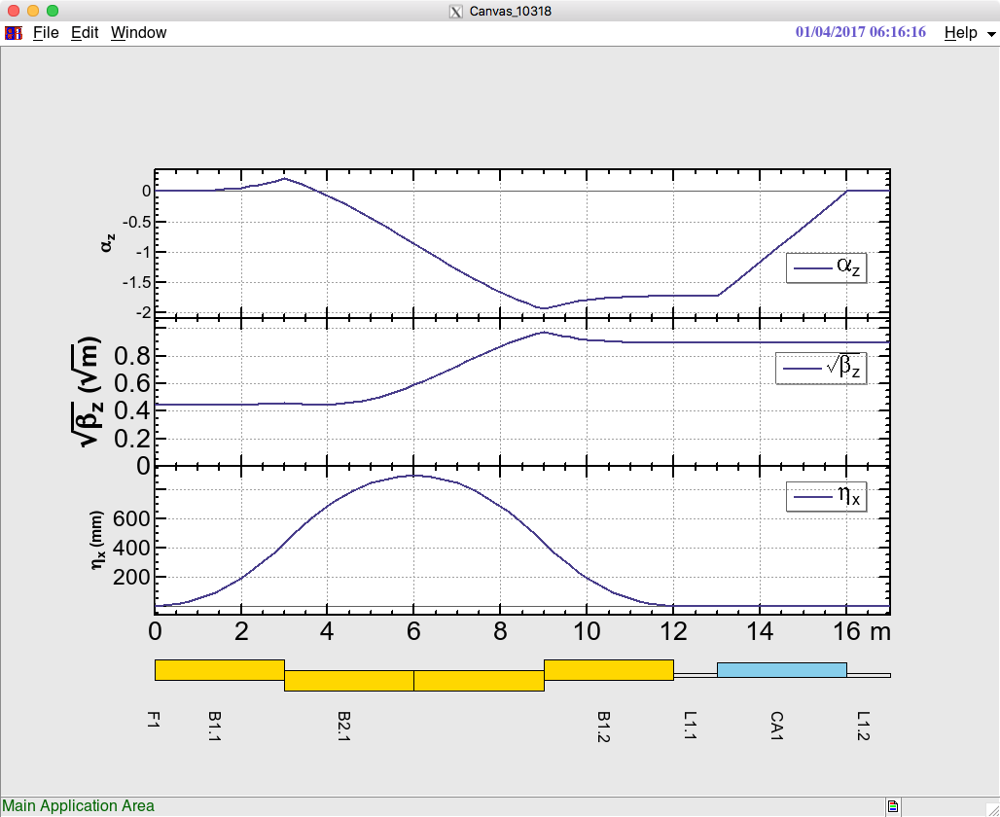 Canvas_10318
File Edit Window 01/04/2017 06:16:16 Help
0
-0.5
-1
-1.5
-2
α_z
α_z
0.8
0.6
0.4
0.2
0
√β_z (√m)
√β_z
600
400
200
η_x (mm)
η_x
0 2 4 6 8 10 12 14 16 m
F1 B1.1 B2.1 B1.2 L1.1 CA1 L1.2
Main Application Area